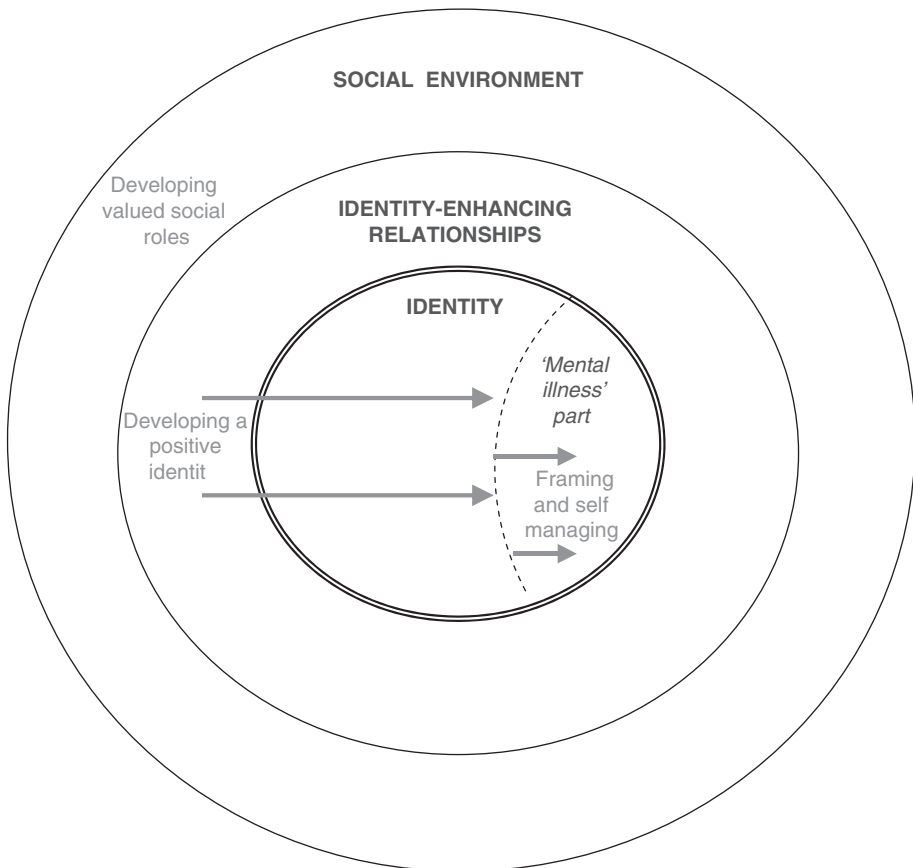 SOCIAL ENVIRONMENT
Developing
valued social
roles
IDENTITY-ENHANCING
RELATIONSHIPS
IDENTITY
‘Mental
illness’
part
Developing a
positive
identit
Framing
and self
managing